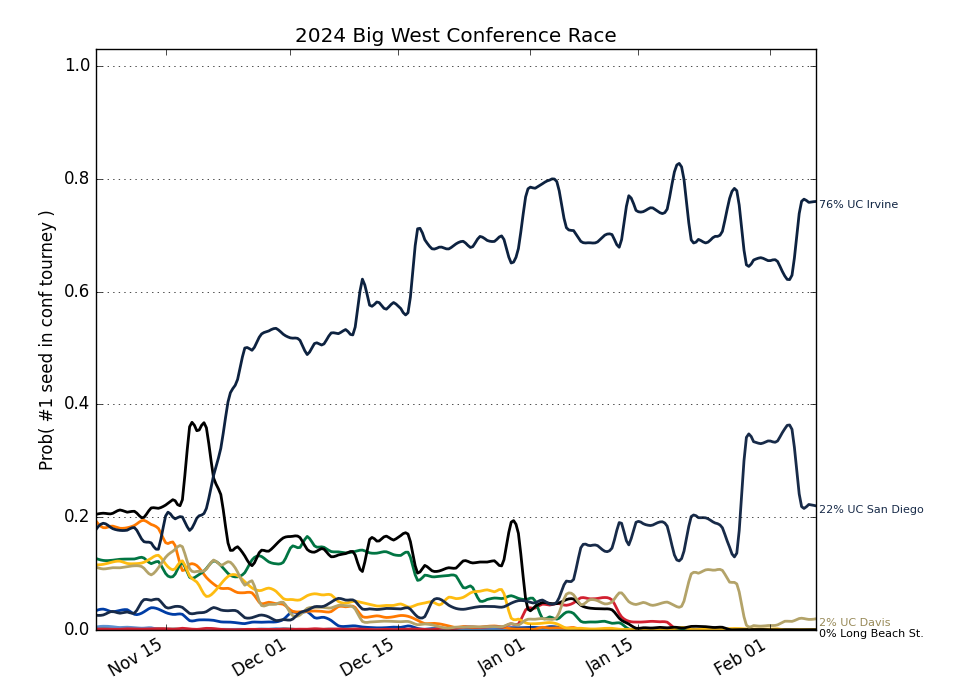 2024 Big West Conference Race
Prob( #1 seed in conf tourney )
1.0
0.8
0.6
0.4
0.2
0.0
76% UC Irvine
22% UC San Diego
2% UC Davis
0% Long Beach St.
Nov 15
Dec 01
Dec 15
Jan 01
Jan 15
Feb 01